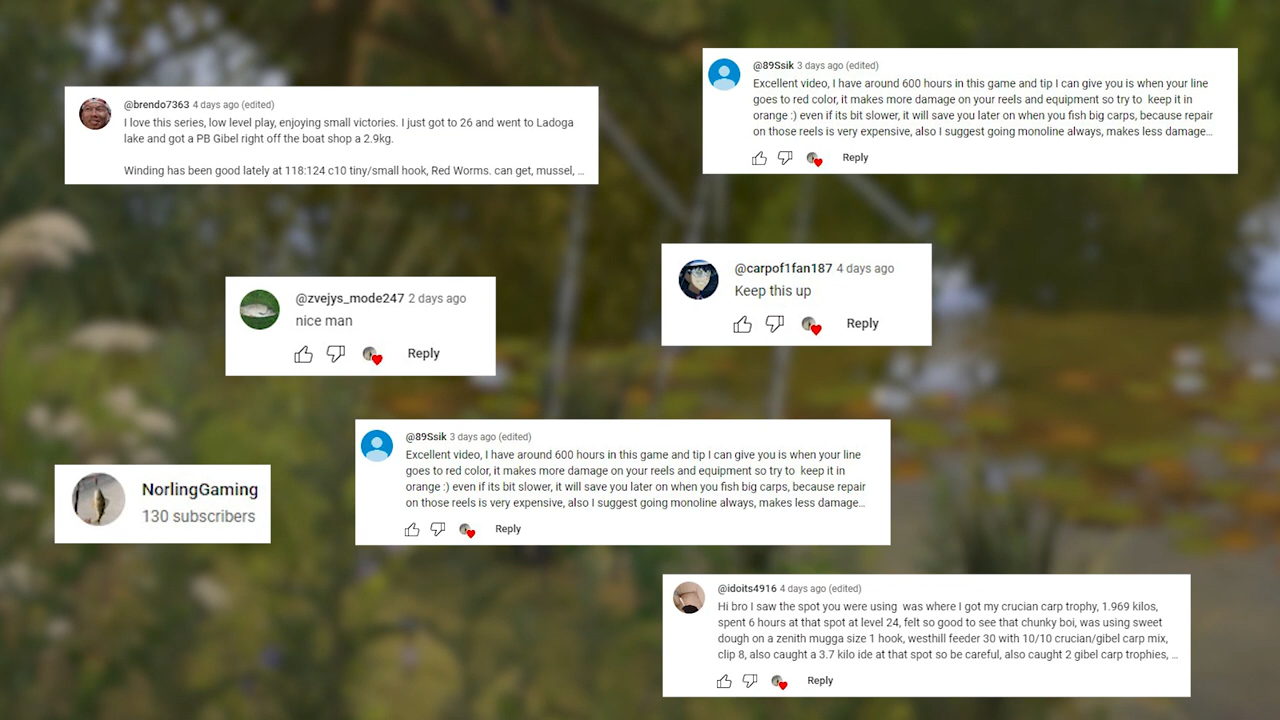 @brendo7363 4 days ago (edited)
I love this series, low level play, enjoying small victories. I just got to 26 and went to Ladoga
lake and got a PB Gibel right off the boat shop a 2.9kg.
Winding has been good lately at 118:124 c10 tiny/small hook, Red Worms. can get, mussel, ...
@89Ssik 3 days ago (edited)
Excellent video, I have around 600 hours in this game and tip I can give you is when your line
goes to red color, it makes more damage on your reels and equipment so try to  keep it in
orange :) even if its bit slower, it will save you later on when you fish big carps, because repair
on those reels is very expensive, also I suggest going monoline always, makes less damage...
Reply
@carpof1fan187 4 days ago
Keep this up
Reply
@zvejys_mode247 2 days ago
nice man
Reply
@89Ssik 3 days ago (edited)
Excellent video, I have around 600 hours in this game and tip I can give you is when your line
goes to red color, it makes more damage on your reels and equipment so try to  keep it in
orange :) even if its bit slower, it will save you later on when you fish big carps, because repair
on those reels is very expensive, also I suggest going monoline always, makes less damage...
Reply
NorlingGaming
130 subscribers
@idoits4916 4 days ago (edited)
Hi bro I saw the spot you were using  was where I got my crucian carp trophy, 1.969 kilos,
spent 6 hours at that spot at level 24, felt so good to see that chunky boi, was using sweet
dough on a zenith mugga size 1 hook, westhill feeder 30 with 10/10 crucian/gibel carp mix,
clip 8, also caught a 3.7 kilo ide at that spot so be careful, also caught 2 gibel carp trophies, ...
Reply